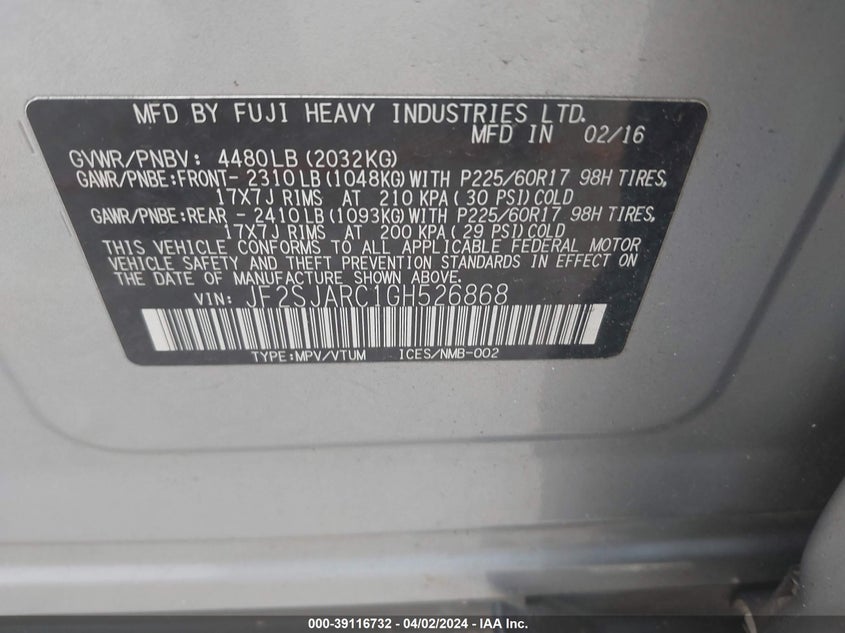 MFD BY FUJI HEAVY INDUSTRIES LTD.
MFD IN 02/16
GVWR/PNBV: 4480LB (2032KG)
GAWR/PNBE:FRONT- 2310LB (1048KG) WITH P225/60R17 98H TIRES,
17X7J RIMS AT 210 KPA ( 30 PSI) COLD
GAWR/PNBE:REAR - 2410LB (1093KG) WITH P225/60R17 98H TIRES,
17X7J RIMS AT 200 KPA ( 29 PSI) COLD
THIS VEHICLE CONFORMS TO ALL APPLICABLE FEDERAL MOTOR
VEHICLE SAFETY AND THEFT PREVENTION STANDARDS IN EFFECT ON
THE DATE OF MANUFACTURE SHOWN ABOVE.
VIN: JF2SJARC1GH526868
TYPE:MPV/VTUM ICES/NMB-002
000-39116732 - 04/02/2024 - IAA Inc.